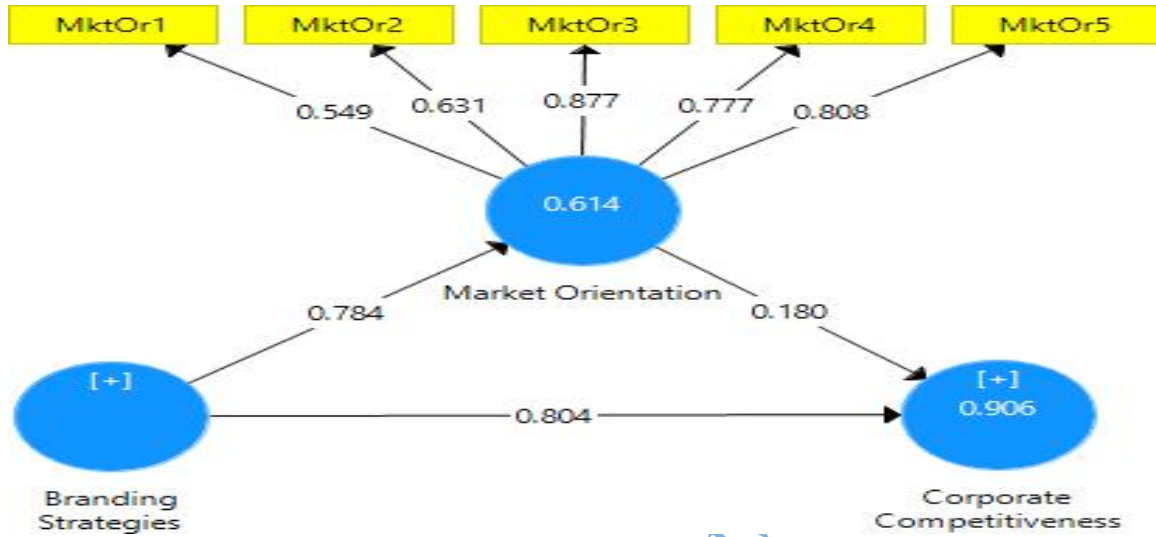 MktOr1 MktOr2 MktOr3 MktOr4 MktOr5
0.549 0.631 0.877 0.777 0.808
0.614
Market Orientation
0.784 0.180
[+] [+]
0.906
0.804
Branding
Strategies
Corporate
Competitiveness